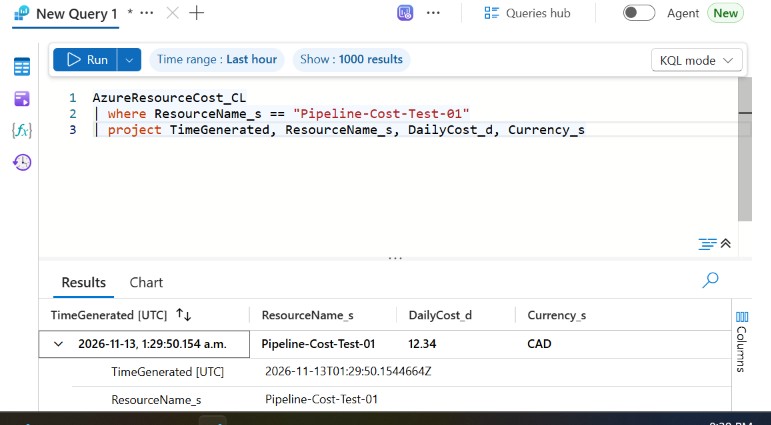 New Query 1 * ··· × + ··· Queries hub Agent New
Run Time range : Last hour Show : 1000 results KQL mode
1 AzureResourceCost_CL
2 | where ResourceName_s == "Pipeline-Cost-Test-01"
3 | project TimeGenerated, ResourceName_s, DailyCost_d, Currency_s
···
Results Chart
TimeGenerated [UTC] ↑↓ ResourceName_s DailyCost_d Currency_s
2026-11-13, 1:29:50.154 a.m. Pipeline-Cost-Test-01 12.34 CAD
Columns
TimeGenerated [UTC] 2026-11-13T01:29:50.1544664Z
ResourceName_s Pipeline-Cost-Test-01